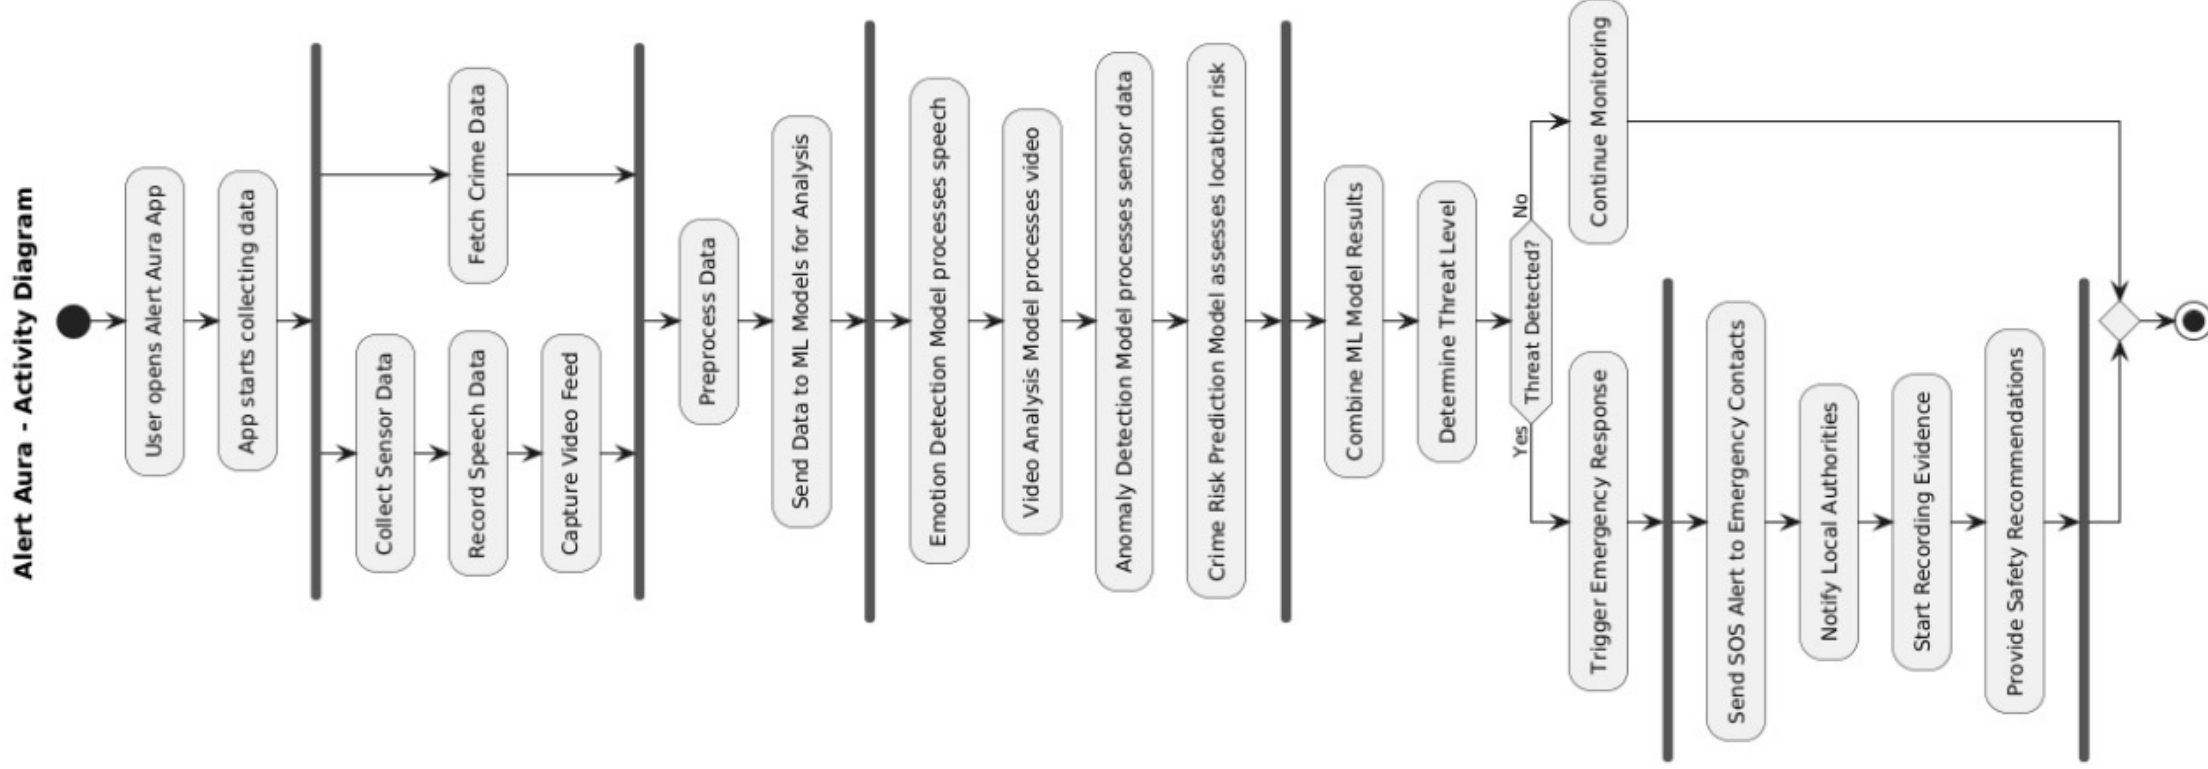 Alert Aura - Activity Diagram
User opens Alert Aura App
App starts collecting data
Collect Sensor Data
Record Speech Data
Capture Video Feed
Fetch Crime Data
Preprocess Data
Send Data to ML Models for Analysis
Emotion Detection Model processes speech
Video Analysis Model processes video
Anomaly Detection Model processes sensor data
Crime Risk Prediction Model assesses location risk
Combine ML Model Results
Determine Threat Level
Yes
Threat Detected?
No
Trigger Emergency Response
Send SOS Alert to Emergency Contacts
Notify Local Authorities
Start Recording Evidence
Provide Safety Recommendations
Continue Monitoring